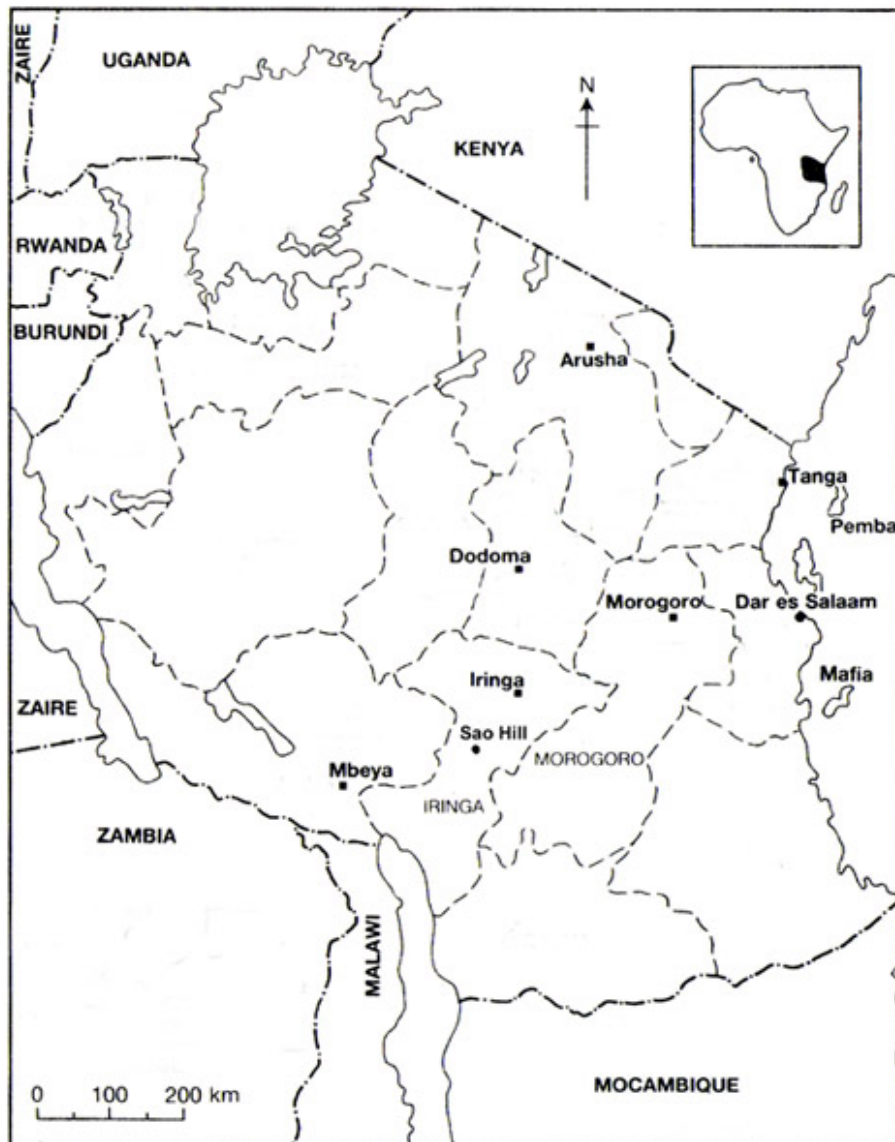 ZAIRE
UGANDA
N
KENYA
RWANDA
BURUNDI
Arusha
Tanga
Pemba
Dodoma
Morogoro
Dar es Salaam
Iringa
Mafia
ZAIRE
Sao Hill
MOROGORO
Mbeya
IRINGA
ZAMBIA
MALAWI
MOCAMBIQUE
0 100 200 km